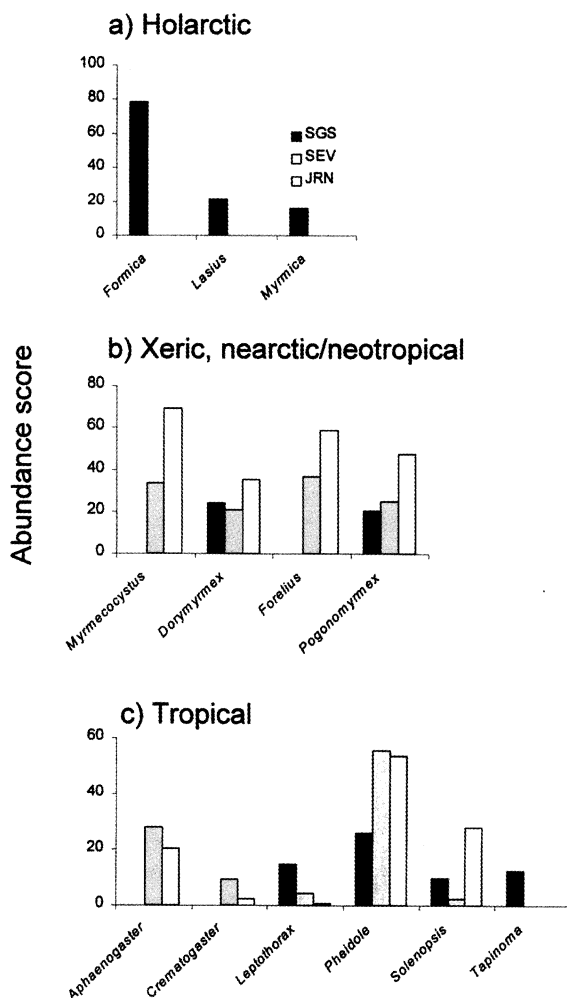 a) Holarctic
100
80
60
40
20
0
SGS
SEV
JRN
Formica
Lasius
Myrmica
Abundance score
b) Xeric, nearctic/neotropical
80
60
40
20
0
Myrmecocystus
Dorymyrmex
Forelius
Pogonomyrmex
c) Tropical
60
40
20
0
Aphaenogaster
Crematogaster
Leptothorax
Pheidole
Solenopsis
Tapinoma